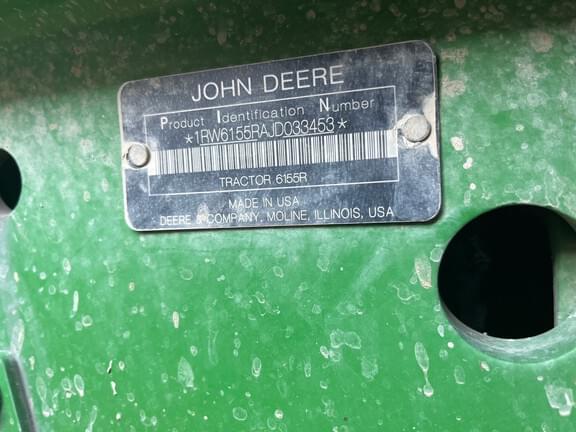 JOHN DEERE
Product Identification Number
*1RW6155RAJD033453*
TRACTOR 6155R
MADE IN USA
DEERE & COMPANY, MOLINE, ILLINOIS, USA